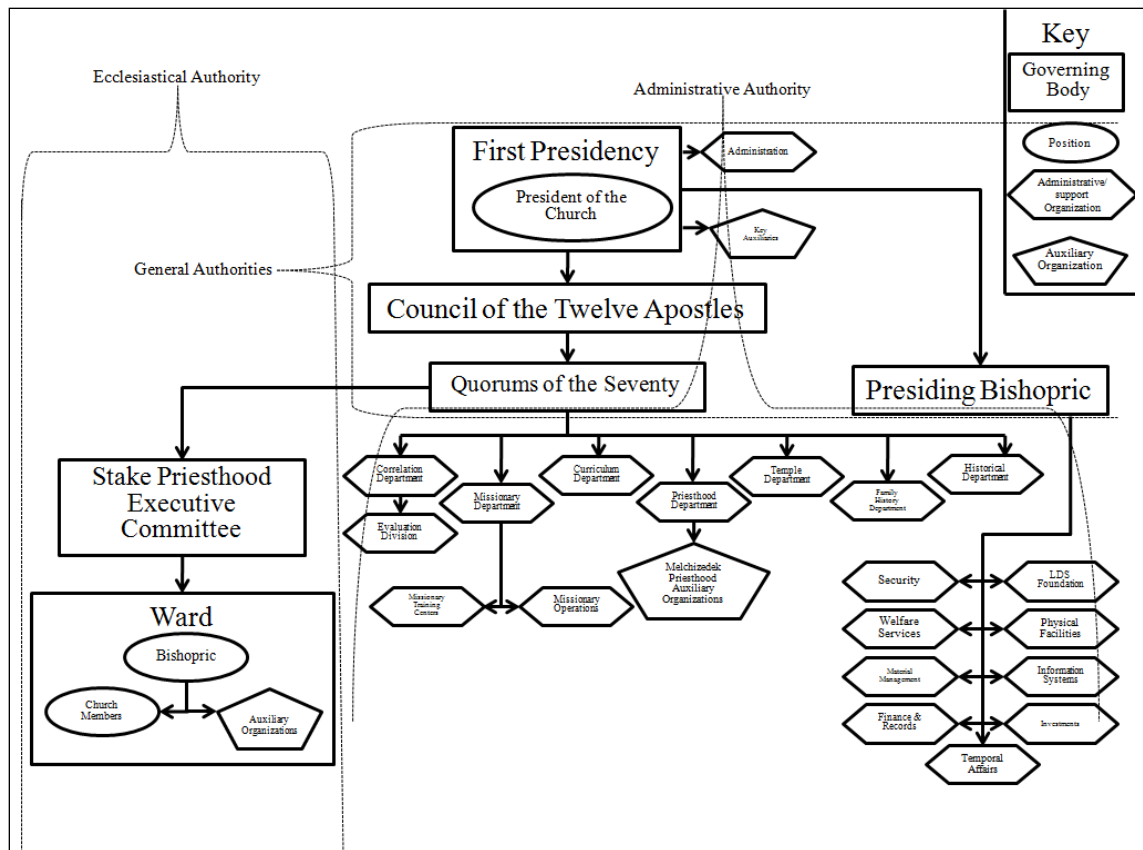 Key
Governing
Body
Position
Administrative/
support
Organization
Auxiliary
Organization
Ecclesiastical Authority
Administrative Authority
General Authorities
First Presidency
President of the
Church
Administration
Key
Auxiliaries
Council of the Twelve Apostles
Quorums of the Seventy
Presiding Bishopric
Stake Priesthood
Executive
Committee
Ward
Bishopric
Church
Members
Auxiliary
Organizations
Correlation
Department
Evaluation
Division
Missionary
Department
Missionary
Training
Centers
Missionary
Operations
Curriculum
Department
Priesthood
Department
Melchizedek
Priesthood
Auxiliary
Organizations
Temple
Department
Family
History
Department
Historical
Department
Security
LDS
Foundation
Welfare
Services
Physical
Facilities
Material
Management
Information
Systems
Finance &
Records
Investments
Temporal
Affairs